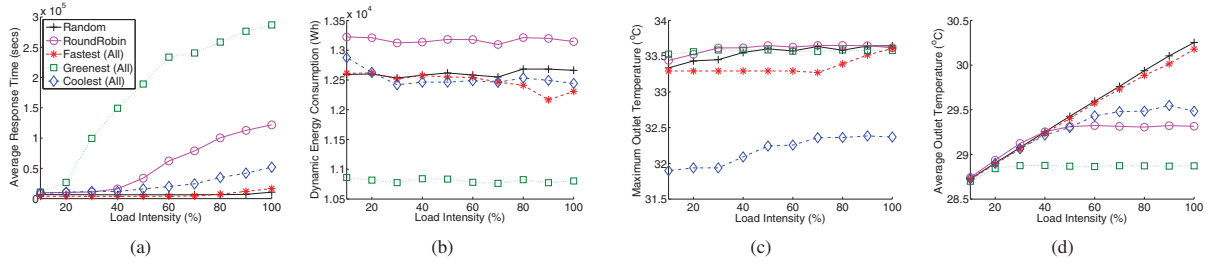 3 x 10^5
2.5
2
1.5
1
0.5
0
20 40 60 80 100
Average Response Time (secs)
Load Intensity (%)
Random
RoundRobin
Fastest (All)
Greenest (All)
Coolest (All)
(a)
1.35 x 10^4
1.3
1.25
1.2
1.15
1.1
1.05
1
20 40 60 80 100
Dynamic Energy Consumption (Wh)
Load Intensity (%)
(b)
34.5
34
33.5
33
32.5
32
31.5
20 40 60 80 100
Maximum Outlet Temperature (°C)
Load Intensity (%)
(c)
30.5
30
29.5
29
28.5
20 40 60 80 100
Average Outlet Temperature (°C)
Load Intensity (%)
(d)